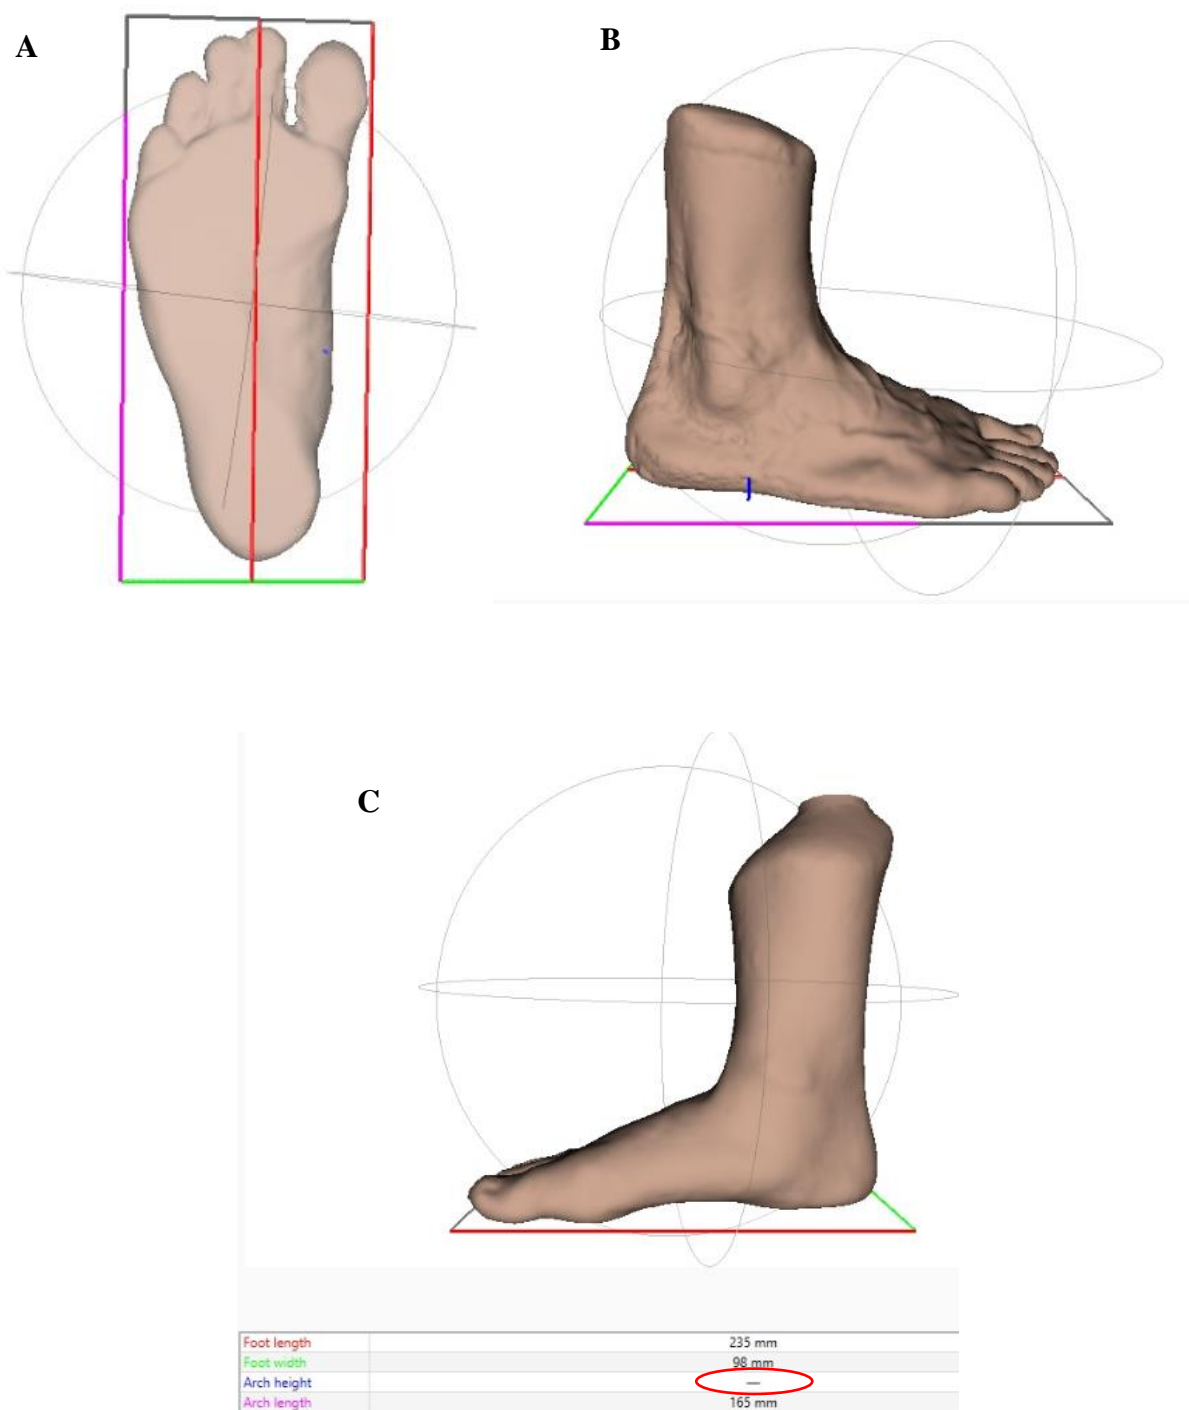 A
B
C
Foot length 235 mm
Foot width 98 mm
Arch height —
Arch length 165 mm